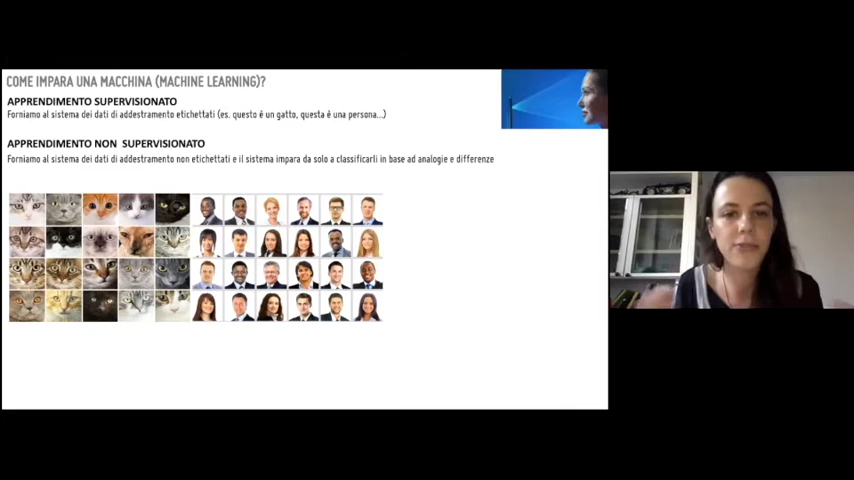 COME IMPARA UNA MACCHINA (MACHINE LEARNING)?
APPRENDIMENTO SUPERVISIONATO
Forniamo al sistema dei dati di addestramento etichettati (es. questo é un gatto, questa é una persona...)
APPRENDIMENTO NON SUPERVISIONATO
Forniamo al sistema dei dati di addestramento non etichettati e il sistema impara da solo a classificarli in base ad analogie e differenze